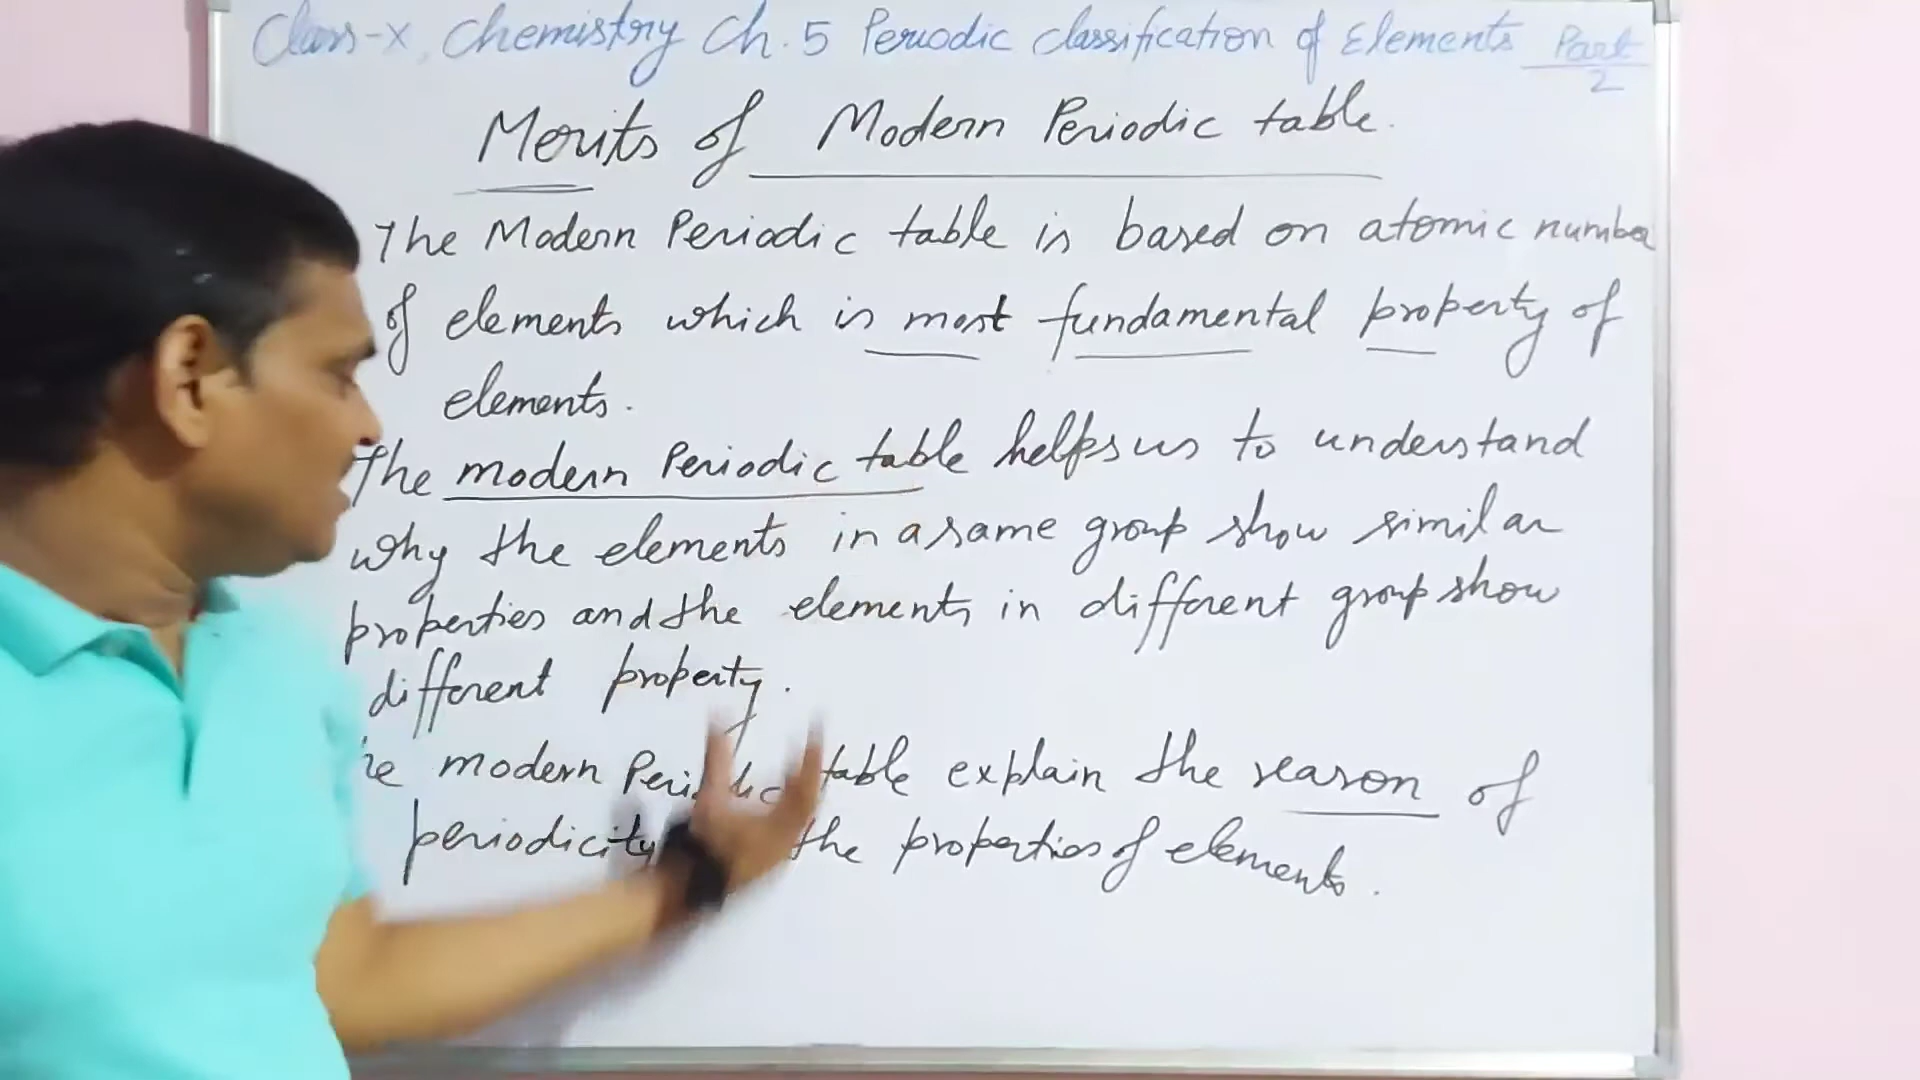 Class-X, Chemistry Ch. 5 Periodic classification of Elements Part 2
Merits of Modern Periodic table.
The Modern Periodic table is based on atomic number
of elements which is most fundamental property of
elements.
The modern Periodic table helps us to understand
why the elements in a same group show similar
properties and the elements in different group show
different property.
modern table explain the reason of
periodicity the properties of elements.